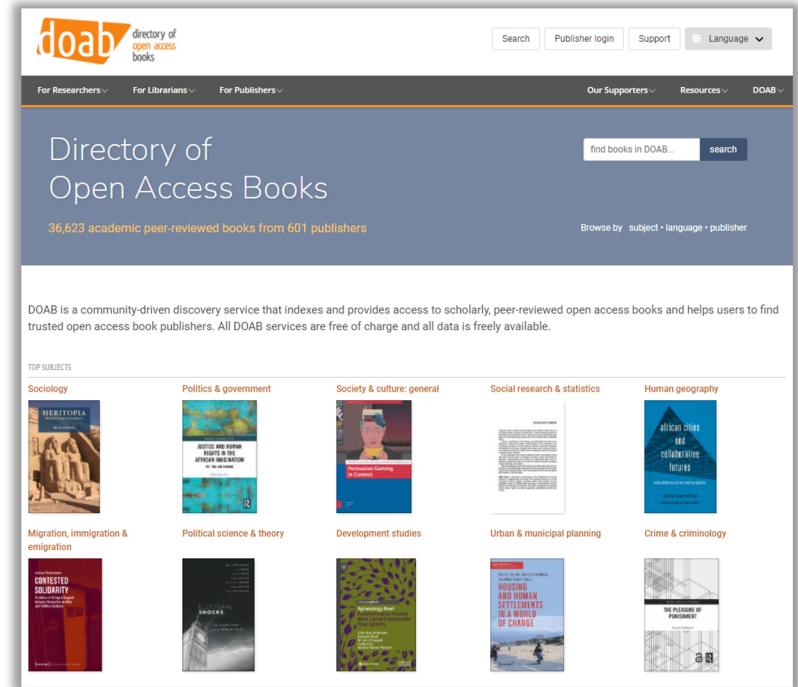 doab
directory of
open access
books
Search
Publisher login
Support
Language
For Researchers
For Librarians
For Publishers
Our Supporters
Resources
DOAB
Directory of
Open Access Books
find books in DOAB...
search
36,623 academic peer-reviewed books from 601 publishers
Browse by subject • language • publisher
DOAB is a community-driven discovery service that indexes and provides access to scholarly, peer-reviewed open access books and helps users to find
trusted open access book publishers. All DOAB services are free of charge and all data is freely available.
TOP SUBJECTS
Sociology
Politics & government
Society & culture: general
Social research & statistics
Human geography
HERITOPIA
JUSTICE AND HUMAN
RIGHTS IN THE
AFRICAN IMAGINATION
Persuasive Gaming
in Context
african cities
and
collaborative
futures
Migration, immigration &
emigration
Political science & theory
Development studies
Urban & municipal planning
Crime & criminology
CONTESTED
SOLIDARITY
ELECTORAL
SHOCKS
Agroecology Now!
HOUSING
AND HUMAN
SETTLEMENTS
IN A WORLD
OF CHANGE
THE PLEASURE OF
PUNISHMENT